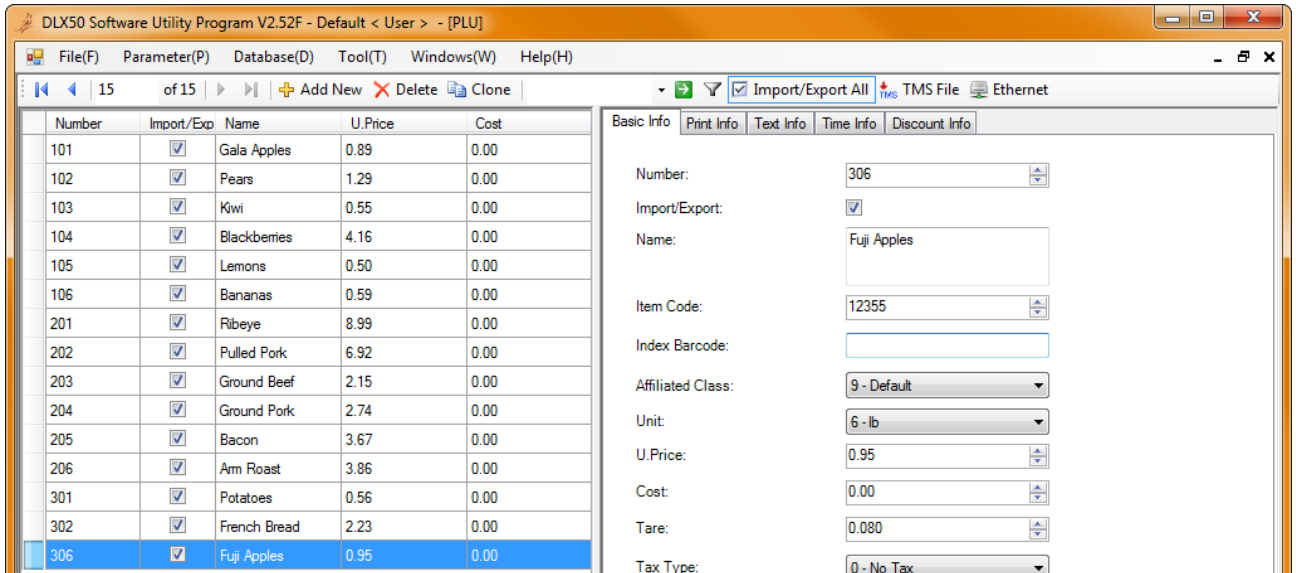 DLX50 Software Utility Program V2.52F - Default < User > - [PLU]
File(F) Parameter(P) Database(D) Tool(T) Windows(W) Help(H)
15 of 15 Add New Delete Clone Import/Export All TMS TMS File Ethernet
Number Import/Exp Name U.Price Cost
101 Gala Apples 0.89 0.00
102 Pears 1.29 0.00
103 Kiwi 0.55 0.00
104 Blackberries 4.16 0.00
105 Lemons 0.50 0.00
106 Bananas 0.59 0.00
201 Ribeye 8.99 0.00
202 Pulled Pork 6.92 0.00
203 Ground Beef 2.15 0.00
204 Ground Pork 2.74 0.00
205 Bacon 3.67 0.00
206 Arm Roast 3.86 0.00
301 Potatoes 0.56 0.00
302 French Bread 2.23 0.00
306 Fuji Apples 0.95 0.00
Basic Info Print Info Text Info Time Info Discount Info
Number: 306
Import/Export:
Name: Fuji Apples
Item Code: 12355
Index Barcode:
Affiliated Class: 9 - Default
Unit: 6 - lb
U.Price: 0.95
Cost: 0.00
Tare: 0.080
Tax Type: 0 - No Tax